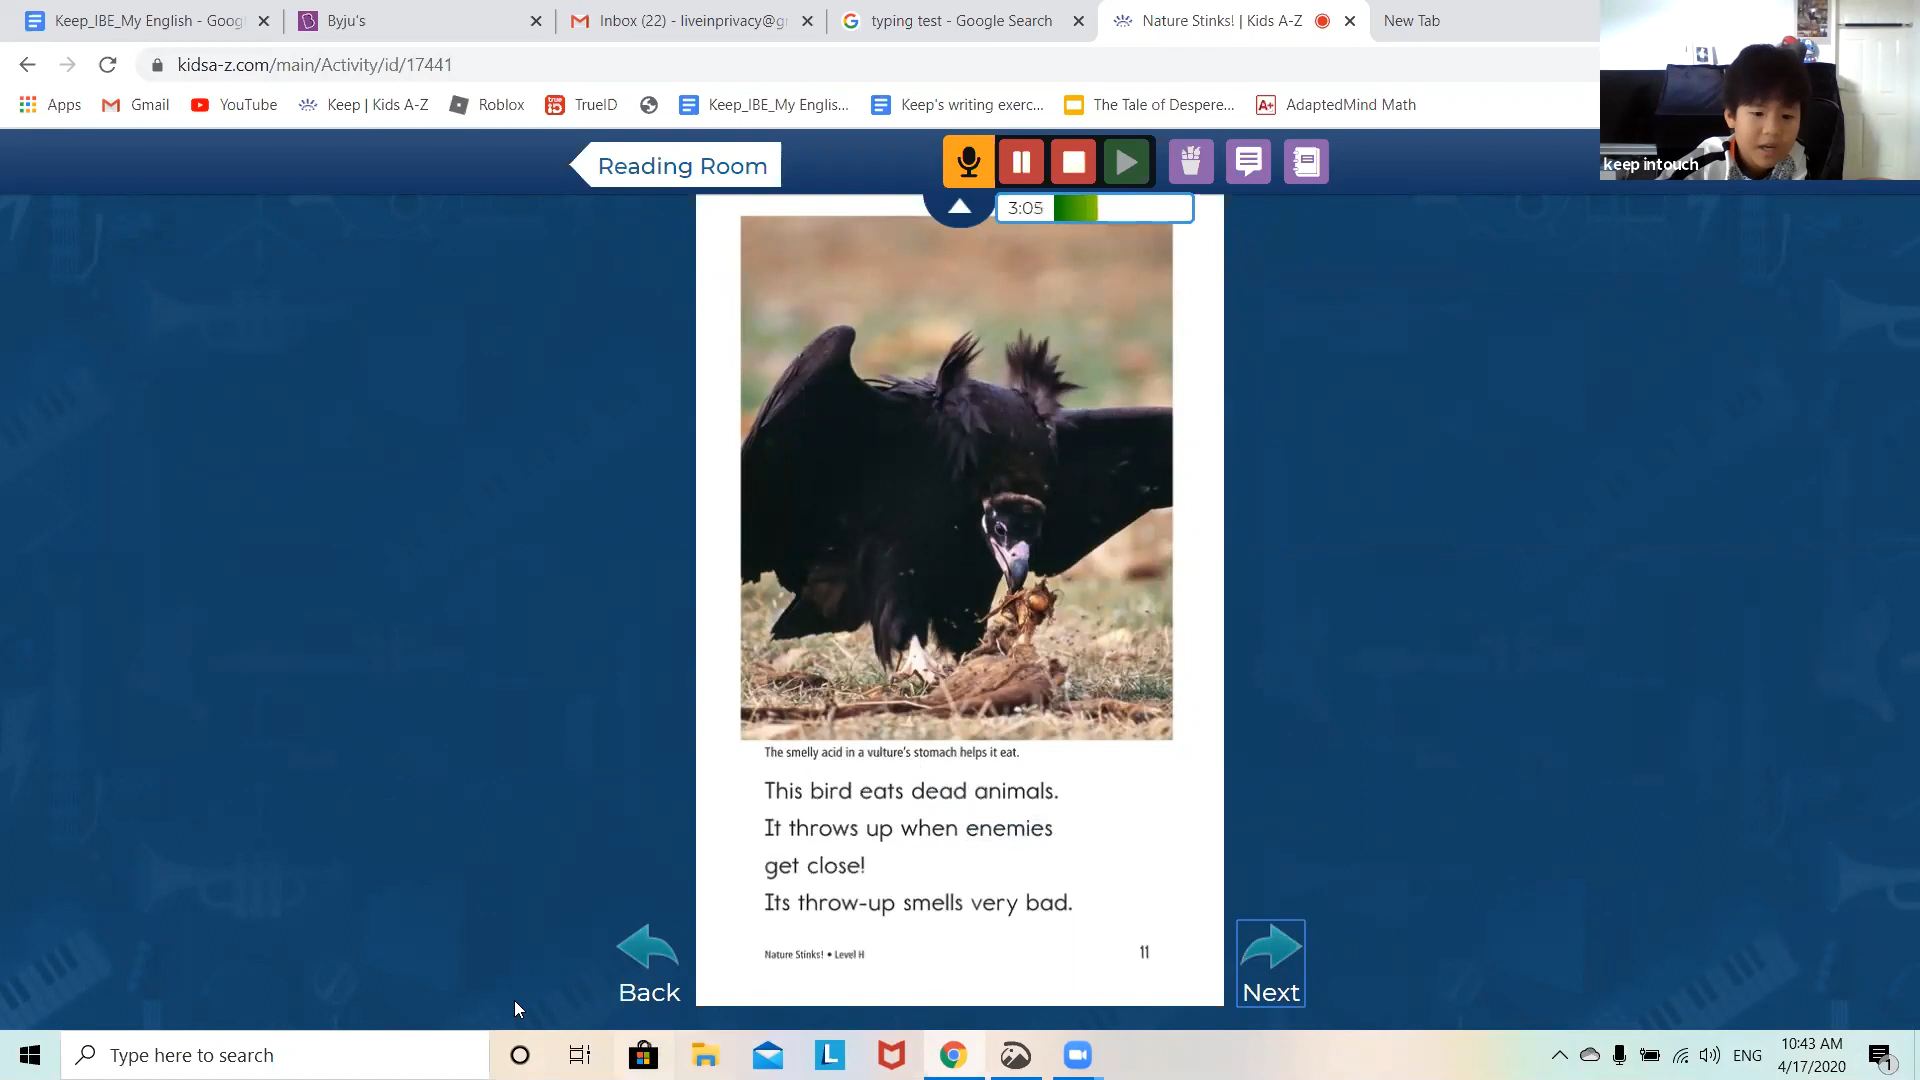 Keep_IBE_My English - Goog
Byju's
Inbox (22) - liveinprivacy@g
typing test - Google Search
Nature Stinks! | Kids A-Z
New Tab
kidsa-z.com/main/Activity/id/17441
Apps
Gmail
YouTube
Keep | Kids A-Z
Roblox
TrueID
Keep_IBE_My Englis...
Keep's writing exerc...
The Tale of Despere...
AdaptedMind Math
keep intouch
Reading Room
3:05
The smelly acid in a vulture's stomach helps it eat.
This bird eats dead animals.
It throws up when enemies
get close!
Its throw-up smells very bad.
Nature Stinks! • Level H
11
Back
Next
Type here to search
ENG
10:43 AM
4/17/2020
1